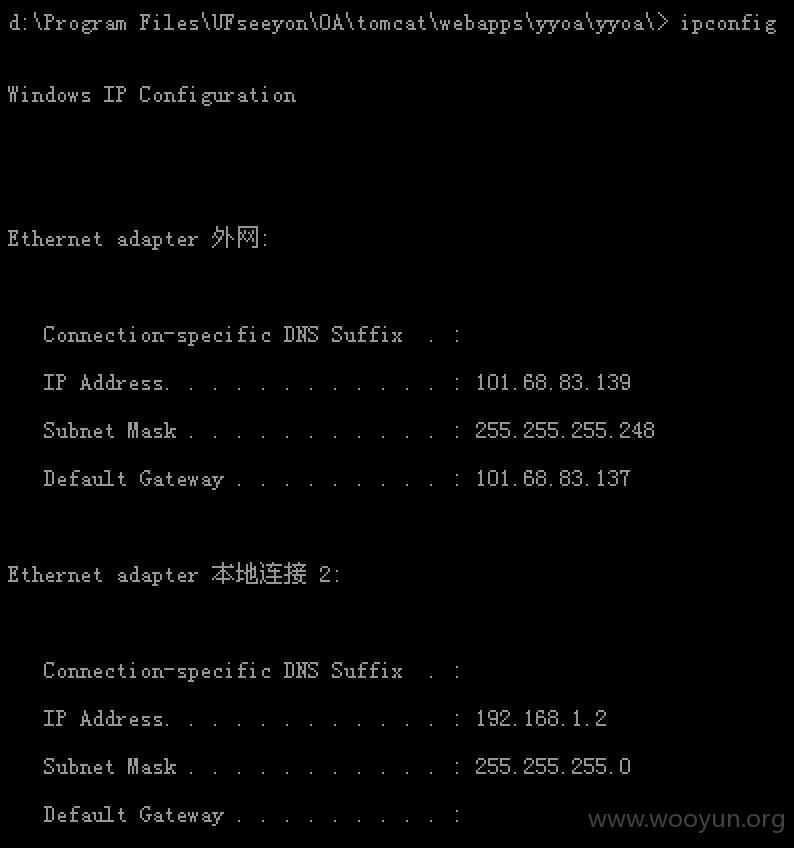 d:\Program Files\UFseeyon\OA\tomcat\webapps\yyoa\yyoa\> ipconfig
Windows IP Configuration
Ethernet adapter 外网:
Connection-specific DNS Suffix . :
IP Address. . . . . . . . . . . . : 101.68.83.139
Subnet Mask . . . . . . . . . . . : 255.255.255.248
Default Gateway . . . . . . . . . : 101.68.83.137
Ethernet adapter 本地连接 2:
Connection-specific DNS Suffix . :
IP Address. . . . . . . . . . . . : 192.168.1.2
Subnet Mask . . . . . . . . . . . : 255.255.255.0
Default Gateway . . . . . . . . . :
www.wooyun.org